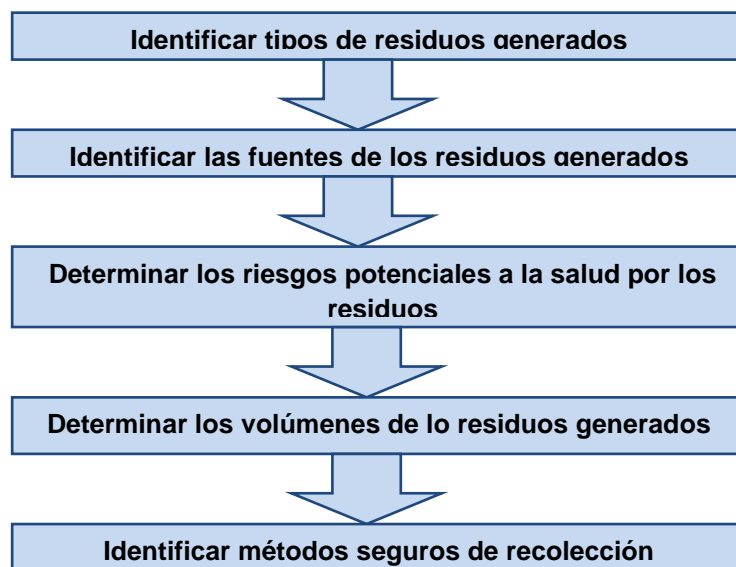 Identificar tipos de residuos generados
Identificar las fuentes de los residuos generados
Determinar los riesgos potenciales a la salud por los
residuos
Determinar los volúmenes de lo residuos generados
Identificar métodos seguros de recolección